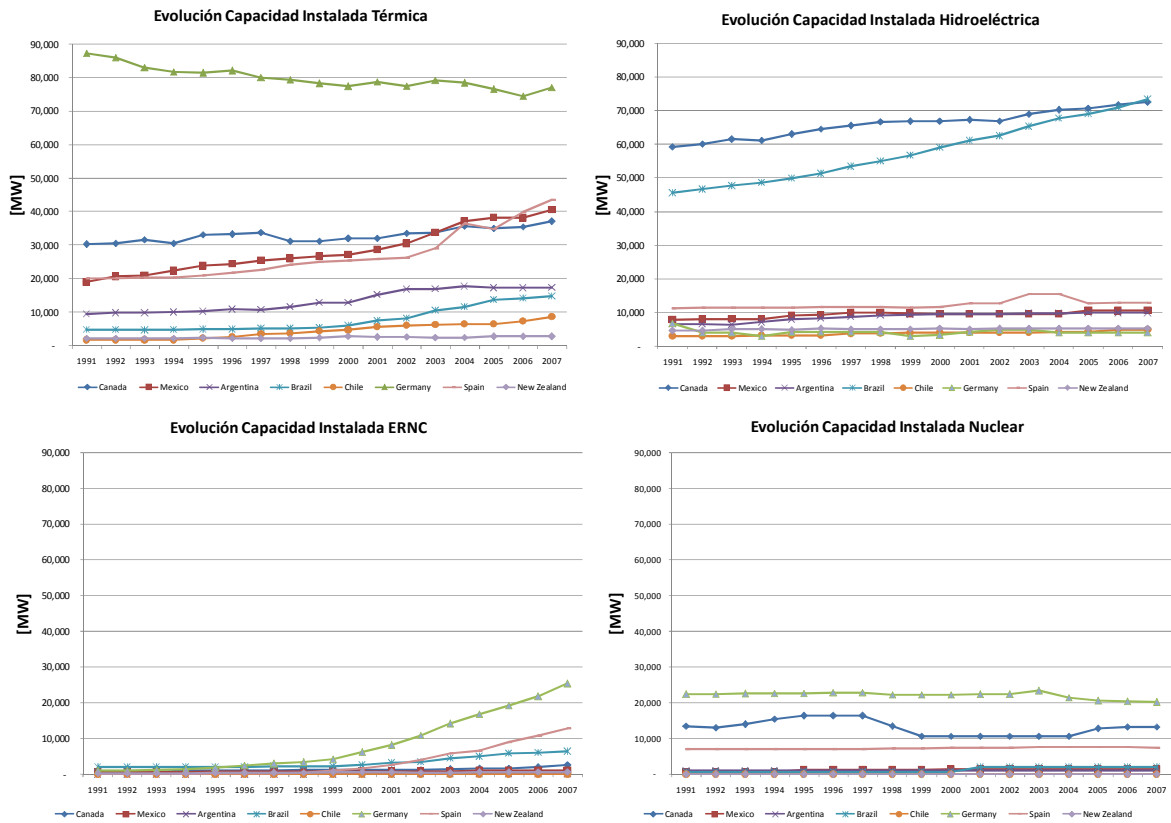 Evolución Capacidad Instalada Térmica
90,000
80,000
70,000
60,000
50,000
40,000
30,000
20,000
10,000
-
[MW]
1991 1992 1993 1994 1995 1996 1997 1998 1999 2000 2001 2002 2003 2004 2005 2006 2007
Canada Mexico Argentina Brazil Chile Germany Spain New Zealand
Evolución Capacidad Instalada Hidroeléctrica
90,000
80,000
70,000
60,000
50,000
40,000
30,000
20,000
10,000
-
[MW]
1991 1992 1993 1994 1995 1996 1997 1998 1999 2000 2001 2002 2003 2004 2005 2006 2007
Canada Mexico Argentina Brazil Chile Germany Spain New Zealand
Evolución Capacidad Instalada ERNC
90,000
80,000
70,000
60,000
50,000
40,000
30,000
20,000
10,000
-
[MW]
1991 1992 1993 1994 1995 1996 1997 1998 1999 2000 2001 2002 2003 2004 2005 2006 2007
Canada Mexico Argentina Brazil Chile Germany Spain New Zealand
Evolución Capacidad Instalada Nuclear
90,000
80,000
70,000
60,000
50,000
40,000
30,000
20,000
10,000
-
[MW]
1991 1992 1993 1994 1995 1996 1997 1998 1999 2000 2001 2002 2003 2004 2005 2006 2007
Canada Mexico Argentina Brazil Chile Germany Spain New Zealand